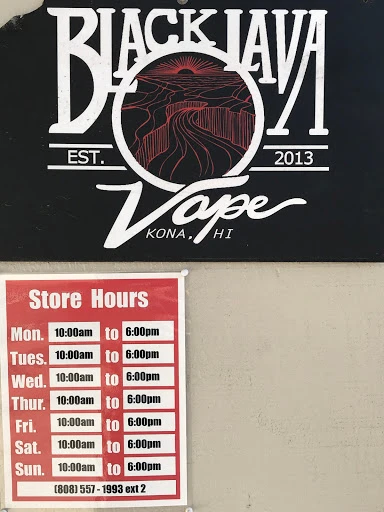 BLACK LAVA
EST. 2013
Vape
KONA, HI
Store Hours
Mon. 10:00am to 6:00pm
Tues. 10:00am to 6:00pm
Wed. 10:00am to 6:00pm
Thur. 10:00am to 6:00pm
Fri. 10:00am to 6:00pm
Sat. 10:00am to 6:00pm
Sun. 10:00am to 6:00pm
(808) 557 - 1993 ext 2